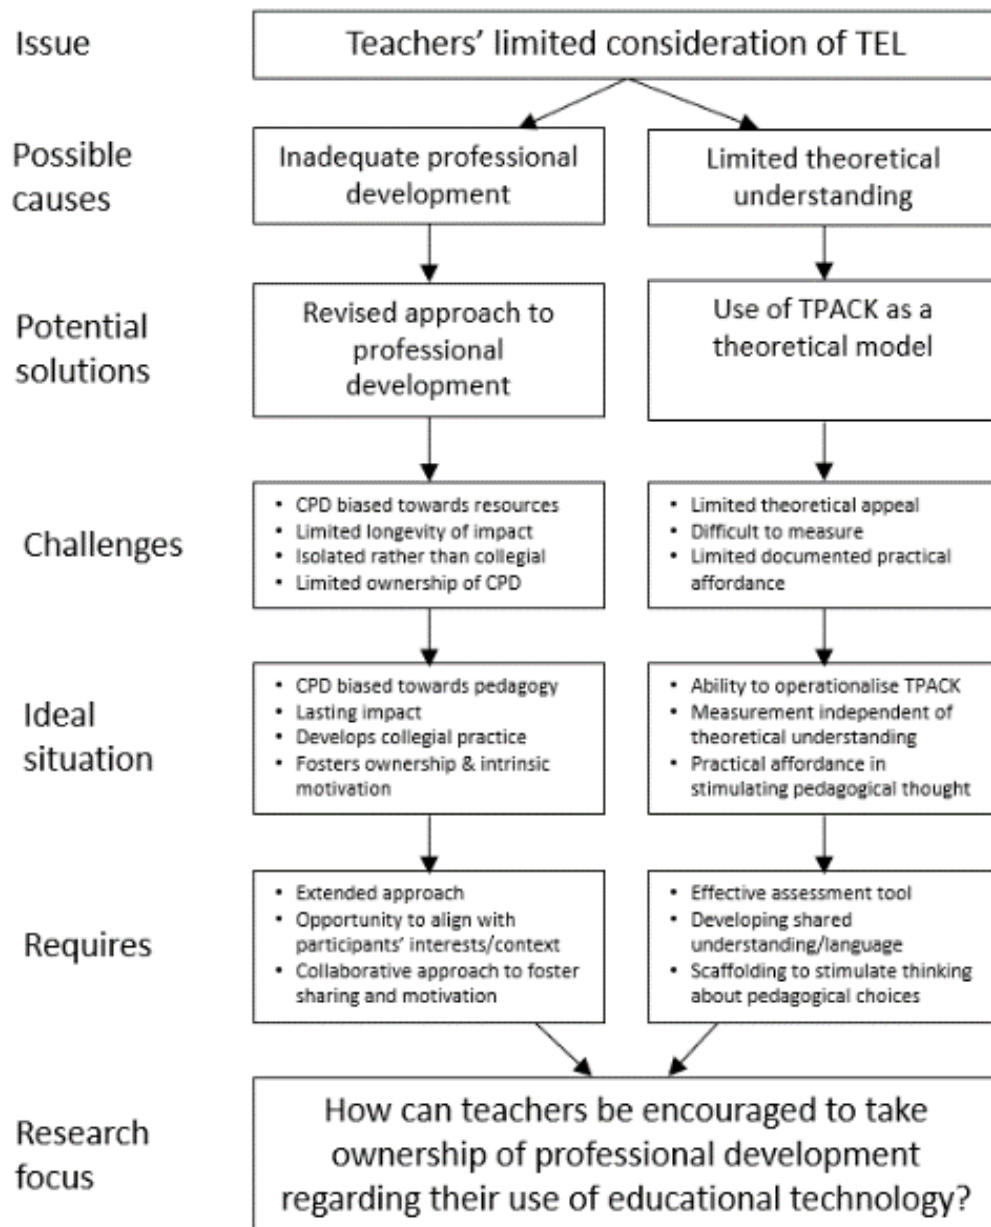 Issue
Teachers' limited consideration of TEL
Possible
causes
Inadequate professional
development
Limited theoretical
understanding
Potential
solutions
Revised approach to
professional
development
Use of TPACK as a
theoretical model
Challenges
• CPD biased towards resources
• Limited longevity of impact
• Isolated rather than collegial
• Limited ownership of CPD
• Limited theoretical appeal
• Difficult to measure
• Limited documented practical
affordance
Ideal
situation
• CPD biased towards pedagogy
• Lasting impact
• Develops collegial practice
• Fosters ownership & intrinsic
motivation
• Ability to operationalise TPACK
• Measurement independent of
theoretical understanding
• Practical affordance in
stimulating pedagogical thought
Requires
• Extended approach
• Opportunity to align with
participants' interests/context
• Collaborative approach to foster
sharing and motivation
• Effective assessment tool
• Developing shared
understanding/language
• Scaffolding to stimulate thinking
about pedagogical choices
Research
focus
How can teachers be encouraged to take
ownership of professional development
regarding their use of educational technology?